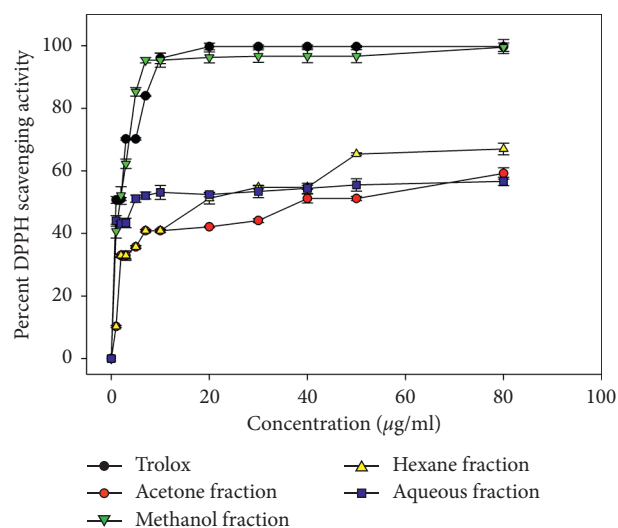 Percent DPPH scavenging activity
100
80
60
40
20
0
0 20 40 60 80 100
Concentration (μg/ml)
Trolox
Acetone fraction
Methanol fraction
Hexane fraction
Aqueous fraction